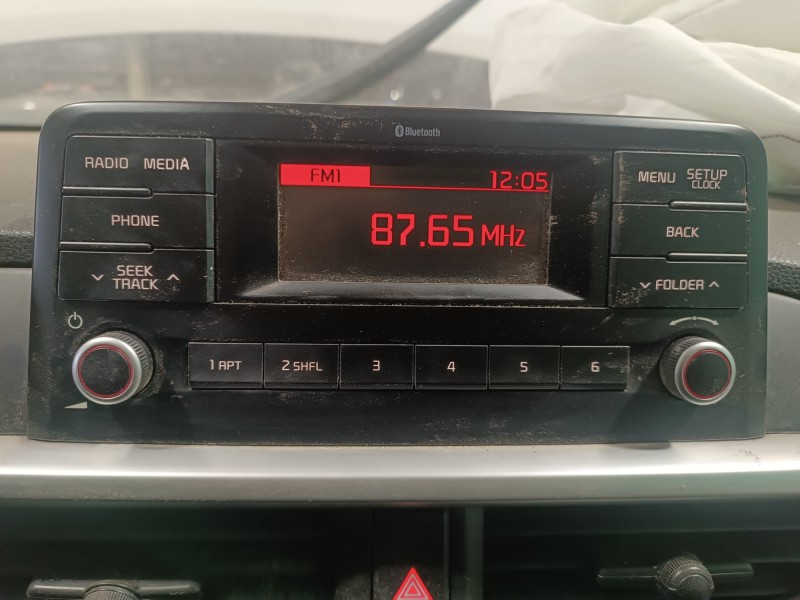 Bluetooth
RADIO MEDIA
PHONE
SEEK
TRACK
FM1 12:05
87.65 MHz
MENU SETUP
CLOCK
BACK
FOLDER
1 RPT 2 SHFL 3 4 5 6